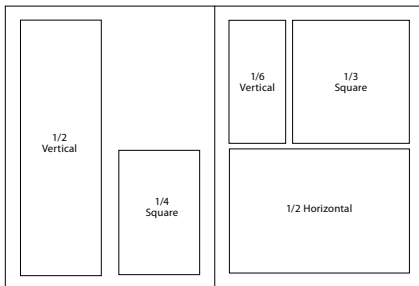 1/2
Vertical
1/4
Square
1/6
Vertical
1/3
Square
1/2 Horizontal